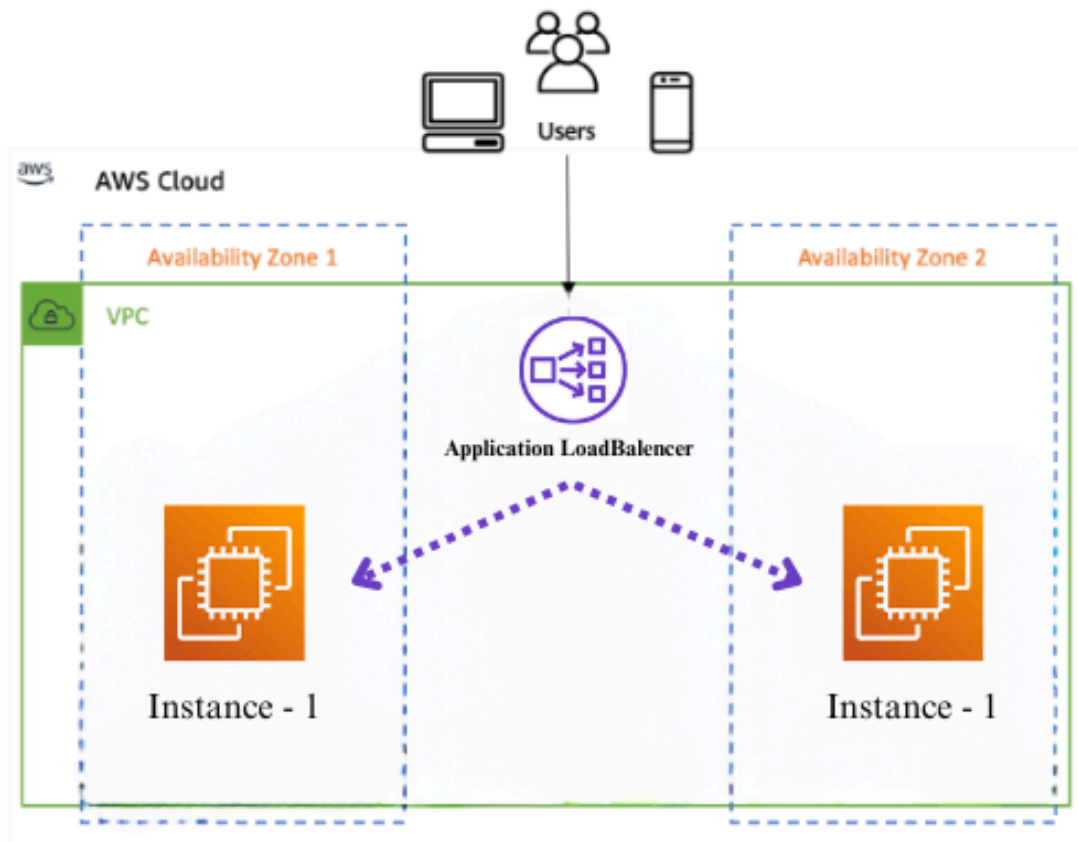 Users
aws
AWS Cloud
Availability Zone 1
Availability Zone 2
VPC
Application LoadBalencer
Instance - 1
Instance - 1